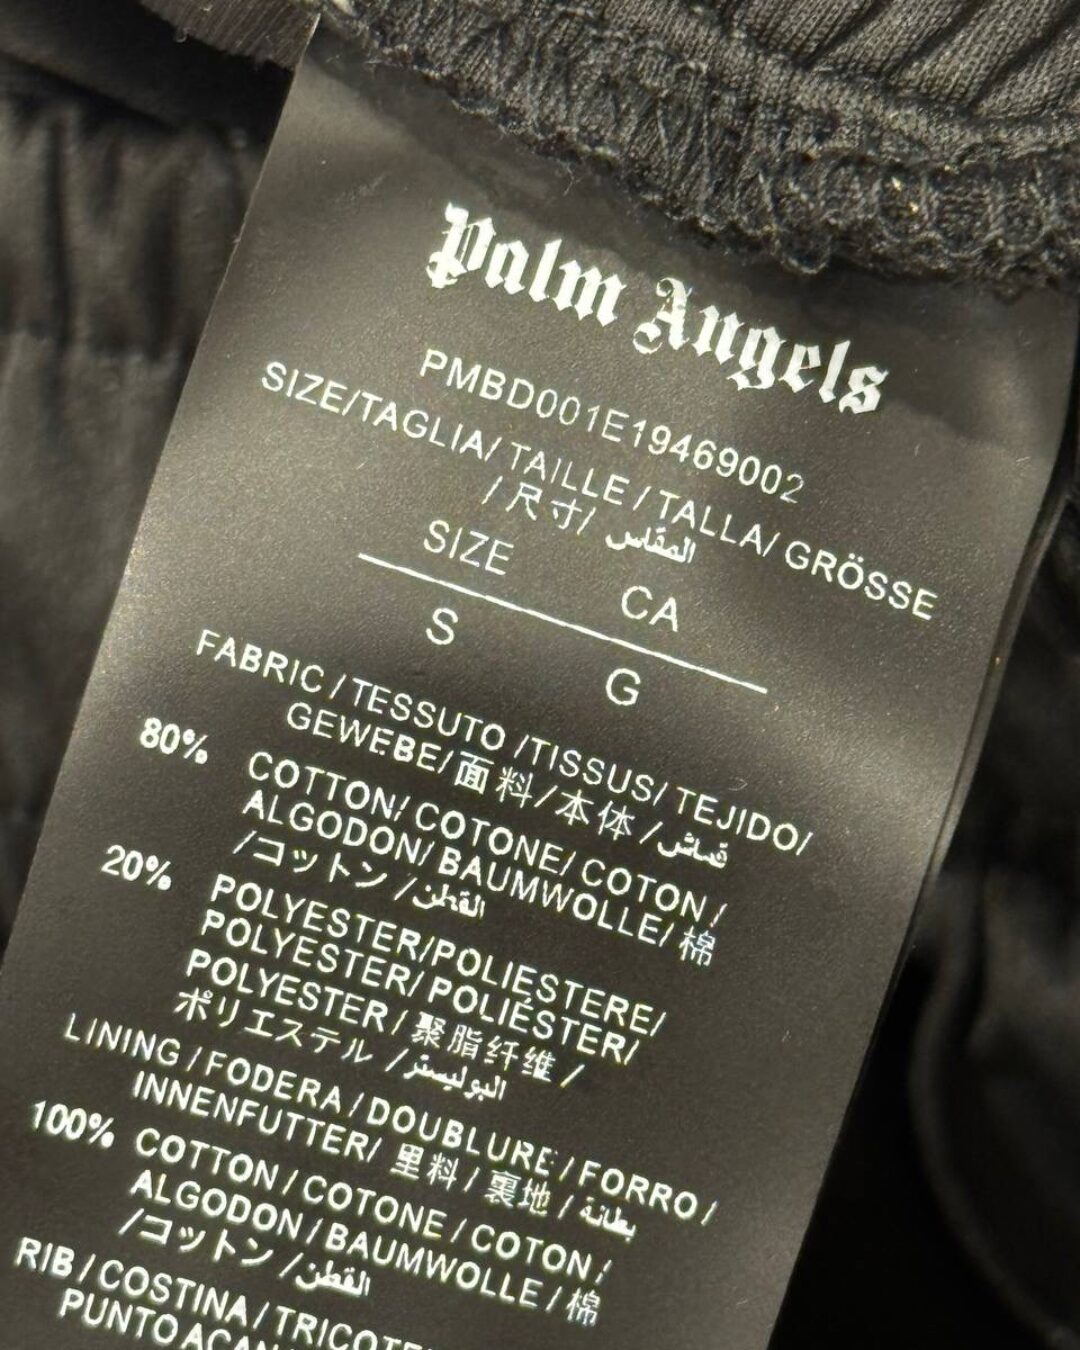 Palm Angels
PMBD001E19469002
SIZE/TAGLIA/ TAILLE / TALLA/ GRÖSSE
/ 尺寸/ المقاس
SIZE CA
S G
FABRIC / TESSUTO /TISSUS/ TEJIDO/
GEWEBE/ 面料/本体/ قماش
80% COTTON/ COTONE/ COTON /
ALGODON/ BAUMWOLLE/ 棉
/コットン / القطن
20% POLYESTER/POLIESTERE/
POLYESTER/ POLIÉSTER/
POLYESTER / 聚脂纤维 /
ポリエステル / البوليستر
LINING / FODERA / DOUBLURE / FORRO /
INNENFUTTER/ 里料 / 裏地 / بطانة
100% COTTON / COTONE / COTON /
ALGODON / BAUMWOLLE / 棉
/コットン / القطن
RIB / COSTINA /
PUNTO